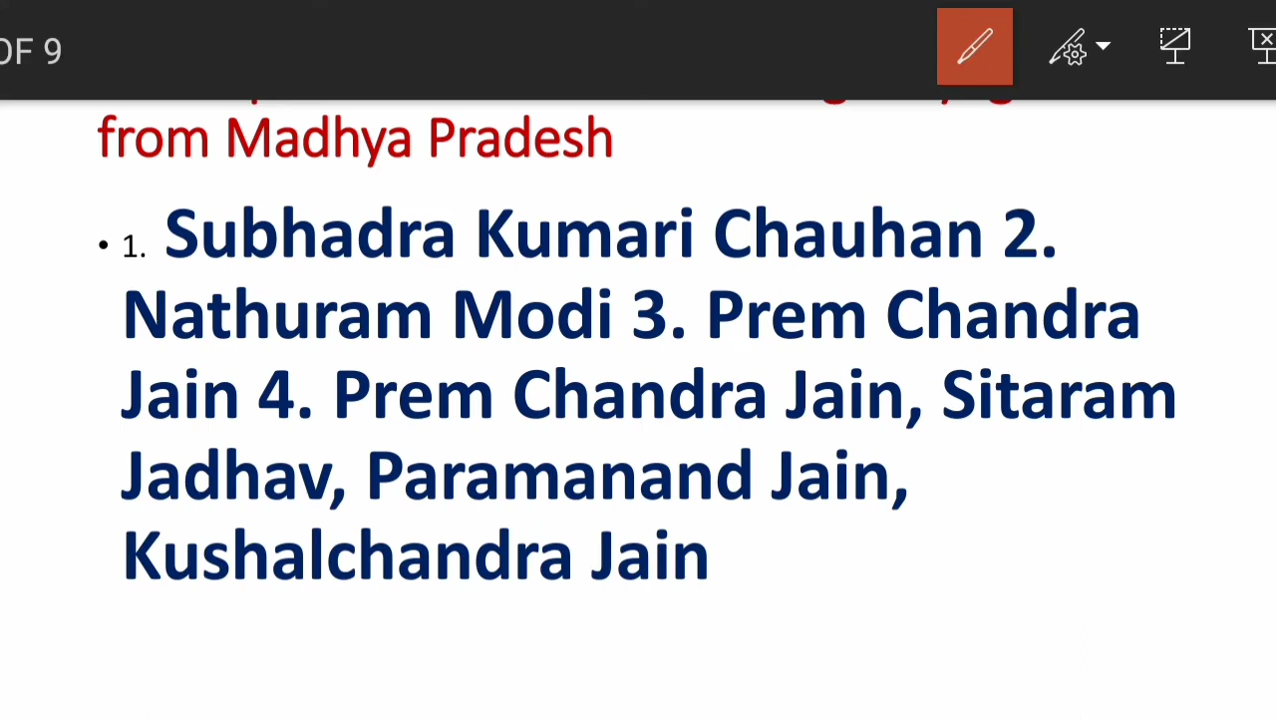 OF 9
from Madhya Pradesh
• 1. Subhadra Kumari Chauhan 2.
Nathuram Modi 3. Prem Chandra
Jain 4. Prem Chandra Jain, Sitaram
Jadhav, Paramanand Jain,
Kushalchandra Jain